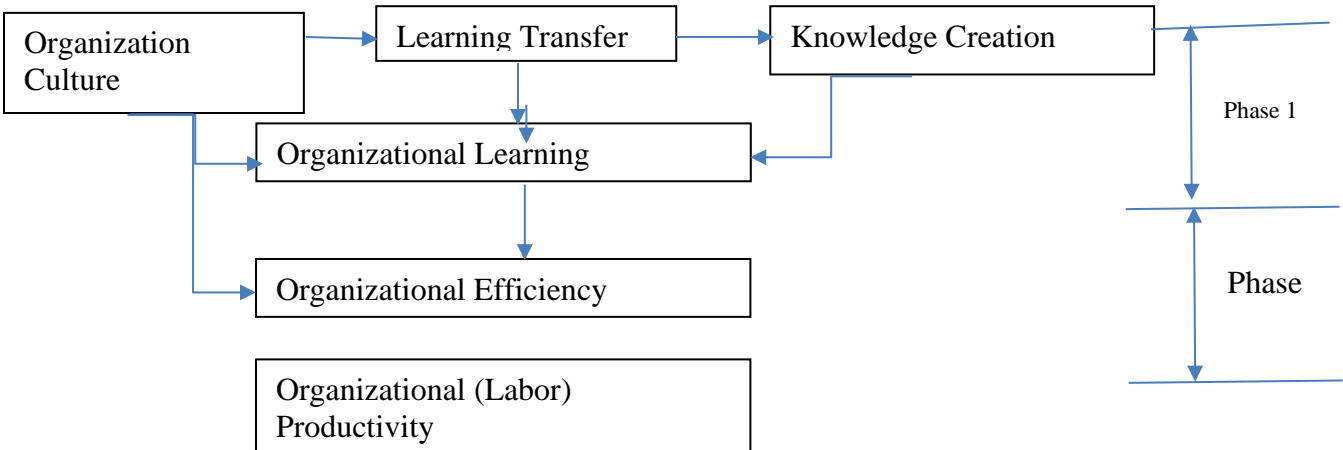 Organization
Culture
Learning Transfer
Knowledge Creation
Phase 1
Organizational Learning
Organizational Efficiency
Phase
Organizational (Labor)
Productivity